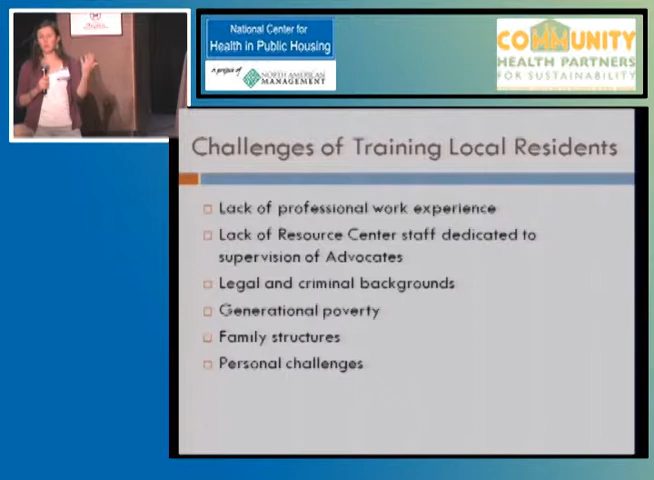 National Center for
Health in Public Housing
a project of
NORTH AMERICAN
MANAGEMENT
COMMUNITY
HEALTH PARTNERS
FOR SUSTAINABILITY
Challenges of Training Local Residents
Lack of professional work experience
Lack of Resource Center staff dedicated to
supervision of Advocates
Legal and criminal backgrounds
Generational poverty
Family structures
Personal challenges